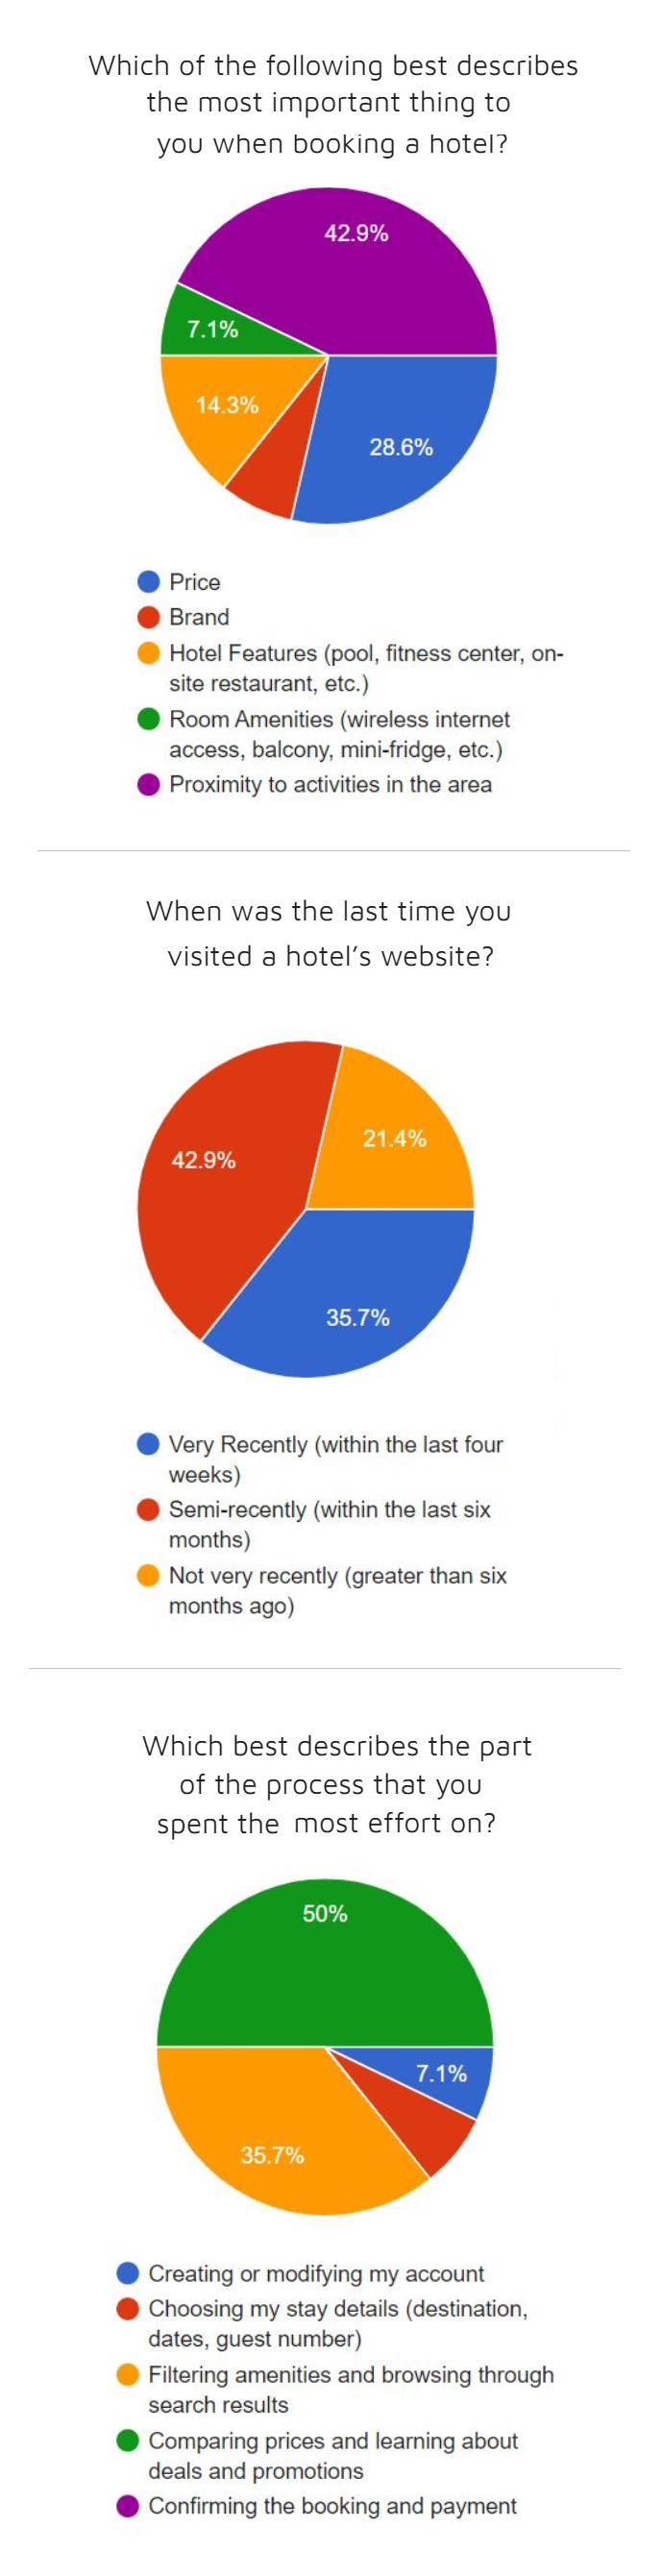 Which of the following best describes
the most important thing to
you when booking a hotel?
42.9%
7.1%
14.3%
28.6%
Price
Brand
Hotel Features (pool, fitness center, on-
site restaurant, etc.)
Room Amenities (wireless internet
access, balcony, mini-fridge, etc.)
Proximity to activities in the area
When was the last time you
visited a hotel's website?
21.4%
42.9%
35.7%
Very Recently (within the last four
weeks)
Semi-recently (within the last six
months)
Not very recently (greater than six
months ago)
Which best describes the part
of the process that you
spent the most effort on?
50%
7.1%
35.7%
Creating or modifying my account
Choosing my stay details (destination,
dates, guest number)
Filtering amenities and browsing through
search results
Comparing prices and learning about
deals and promotions
Confirming the booking and payment